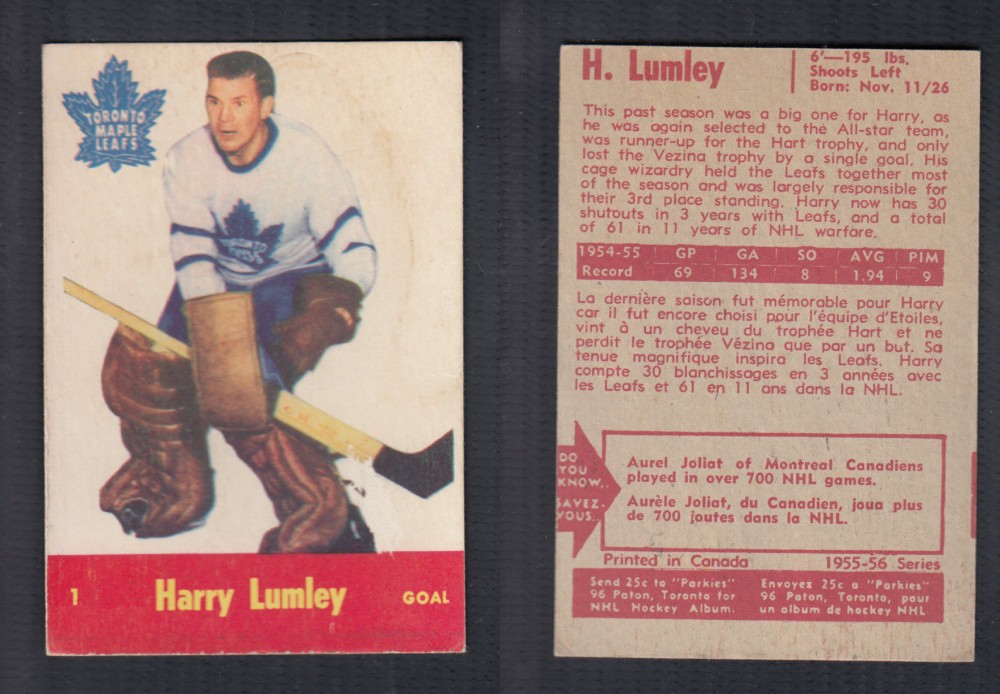 TORONTO
MAPLE
LEAFS
TORONTO
1 Harry Lumley GOAL
H. Lumley
6'—195 lbs.
Shoots Left
Born: Nov. 11/26
This past season was a big one for Harry, as
he was again selected to the All-star team,
was runner-up for the Hart trophy, and only
lost the Vezina trophy by a single goal. His
cage wizardry held the Leafs together most
of the season and was largely responsible for
their 3rd place standing. Harry now has 30
shutouts in 3 years with Leafs, and a total
of 61 in 11 years of NHL warfare.
1954-55 GP GA SO AVG PIM
Record 69 134 8 1.94 9
La dernière saison fut mémorable pour Harry
car il fut encore choisi pour l'équipe d'Etoiles,
vint à un cheveu du trophée Hart et ne
perdit le trophée Vézina que par un but. Sa
tenue magnifique inspira les Leafs. Harry
compte 30 blanchissages en 3 années avec
les Leafs et 61 en 11 ans dans la NHL.
DO
YOU
KNOW..
SAVEZ-
VOUS..
Aurel Joliat of Montreal Canadiens
played in over 700 NHL games.
Aurèle Joliat, du Canadien, joua plus
de 700 joutes dans la NHL.
Printed in Canada 1955-56 Series
Send 25c to "Parkies"
96 Paton, Toronto for
NHL Hockey Album.
Envoyez 25c a "Parkies"
96 Paton, Toronto, pour
un album de hockey NHL